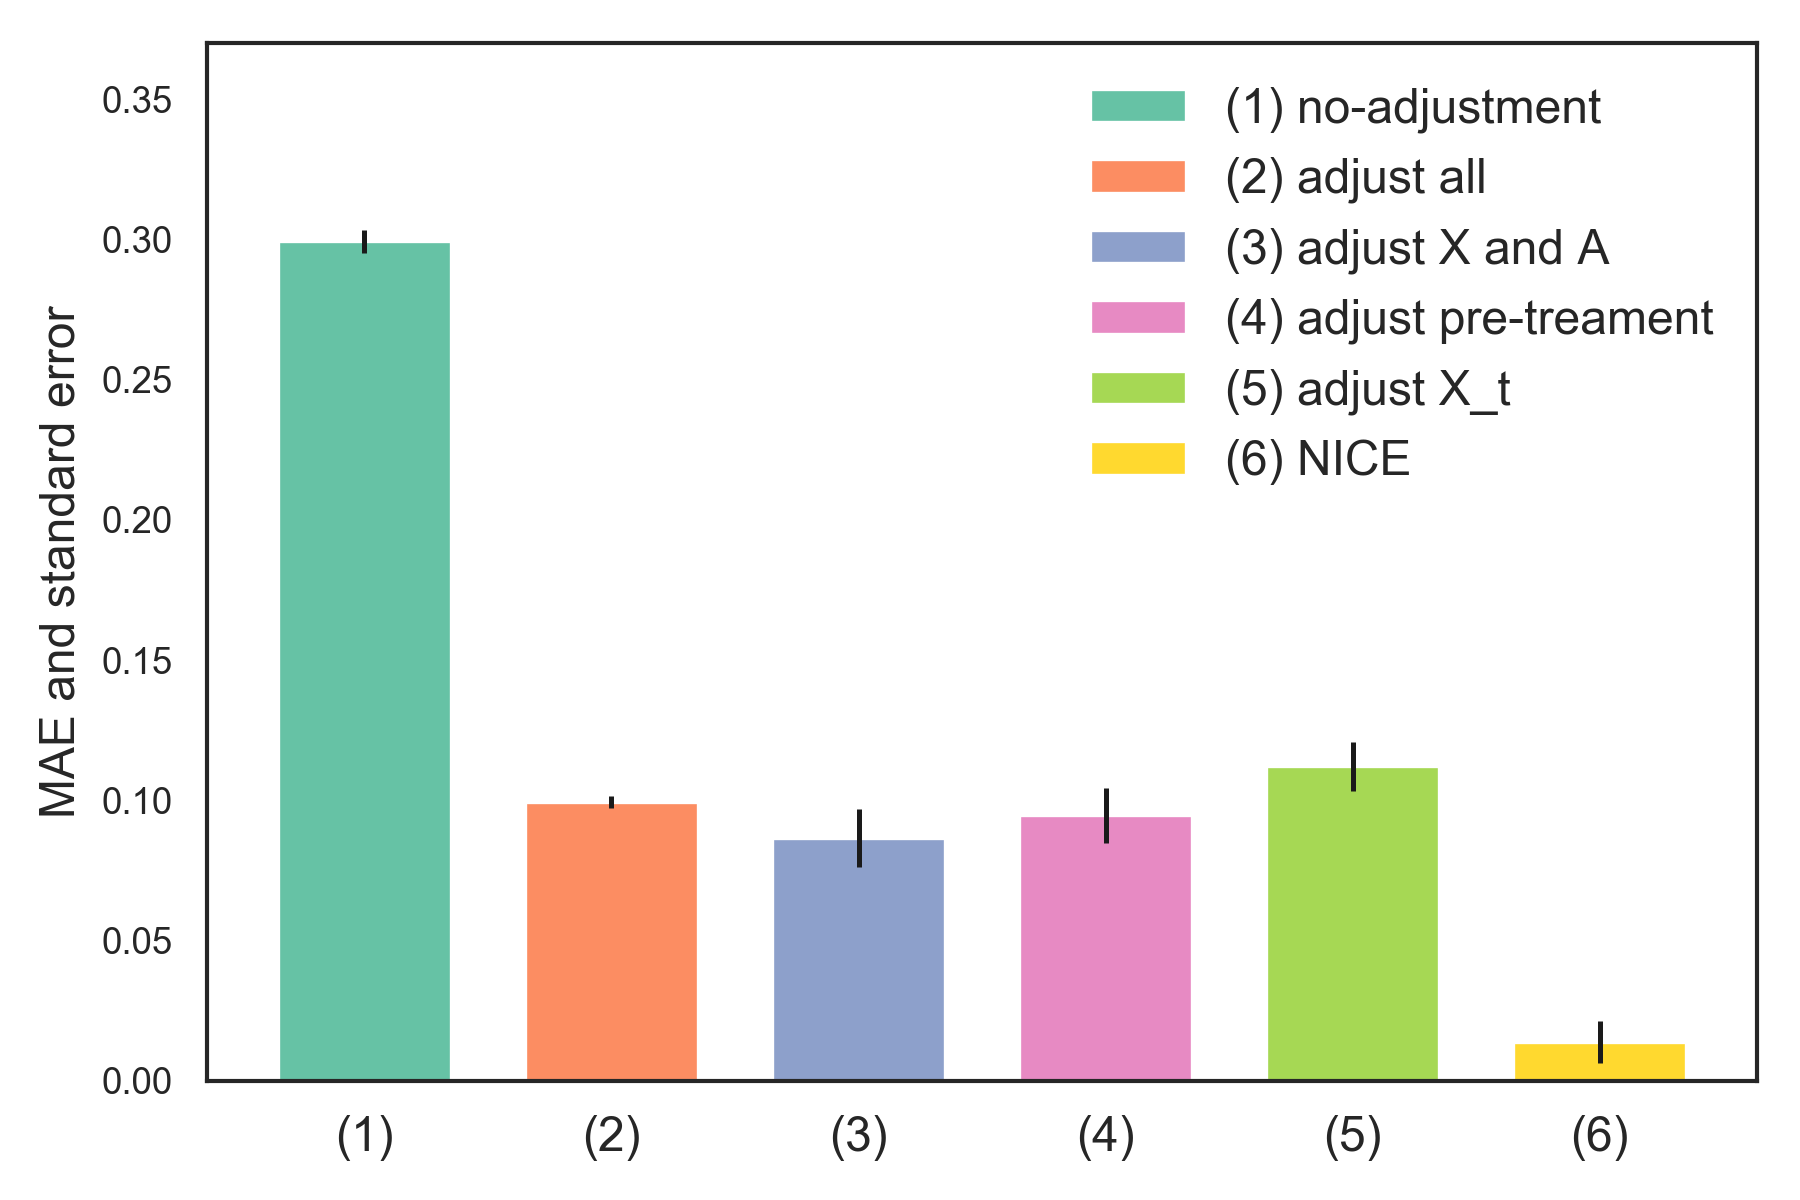 MAE and standard error
0.35
0.30
0.25
0.20
0.15
0.10
0.05
0.00
(1) no-adjustment
(2) adjust all
(3) adjust X and A
(4) adjust pre-treament
(5) adjust X_t
(6) NICE
(1) (2) (3) (4) (5) (6)